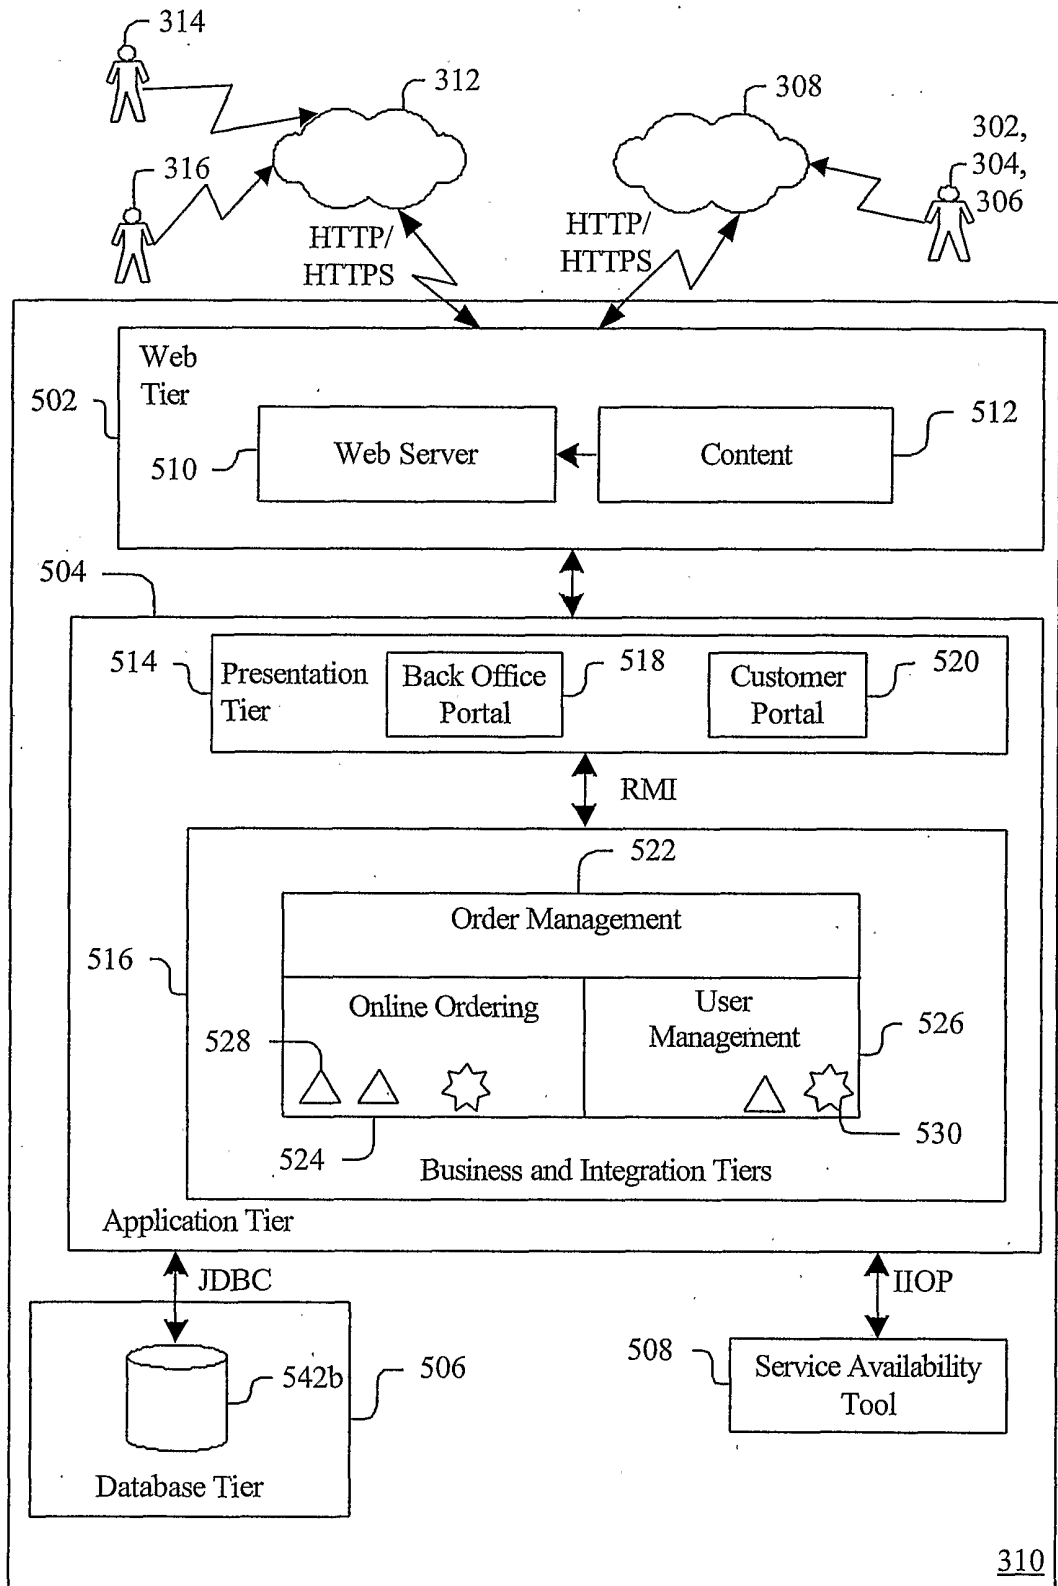 314
312
308
302,
304,
306
316
HTTP/
HTTPS
HTTP/
HTTPS
Web
Tier
502
512
510
Web Server
Content
504
514
Presentation
Tier
Back Office
Portal
518
Customer
Portal
520
RMI
522
Order Management
516
Online Ordering
User
Management
526
528
530
524
Business and Integration Tiers
Application Tier
JDBC
IIOP
542b
506
508
Service Availability
Tool
Database Tier
310